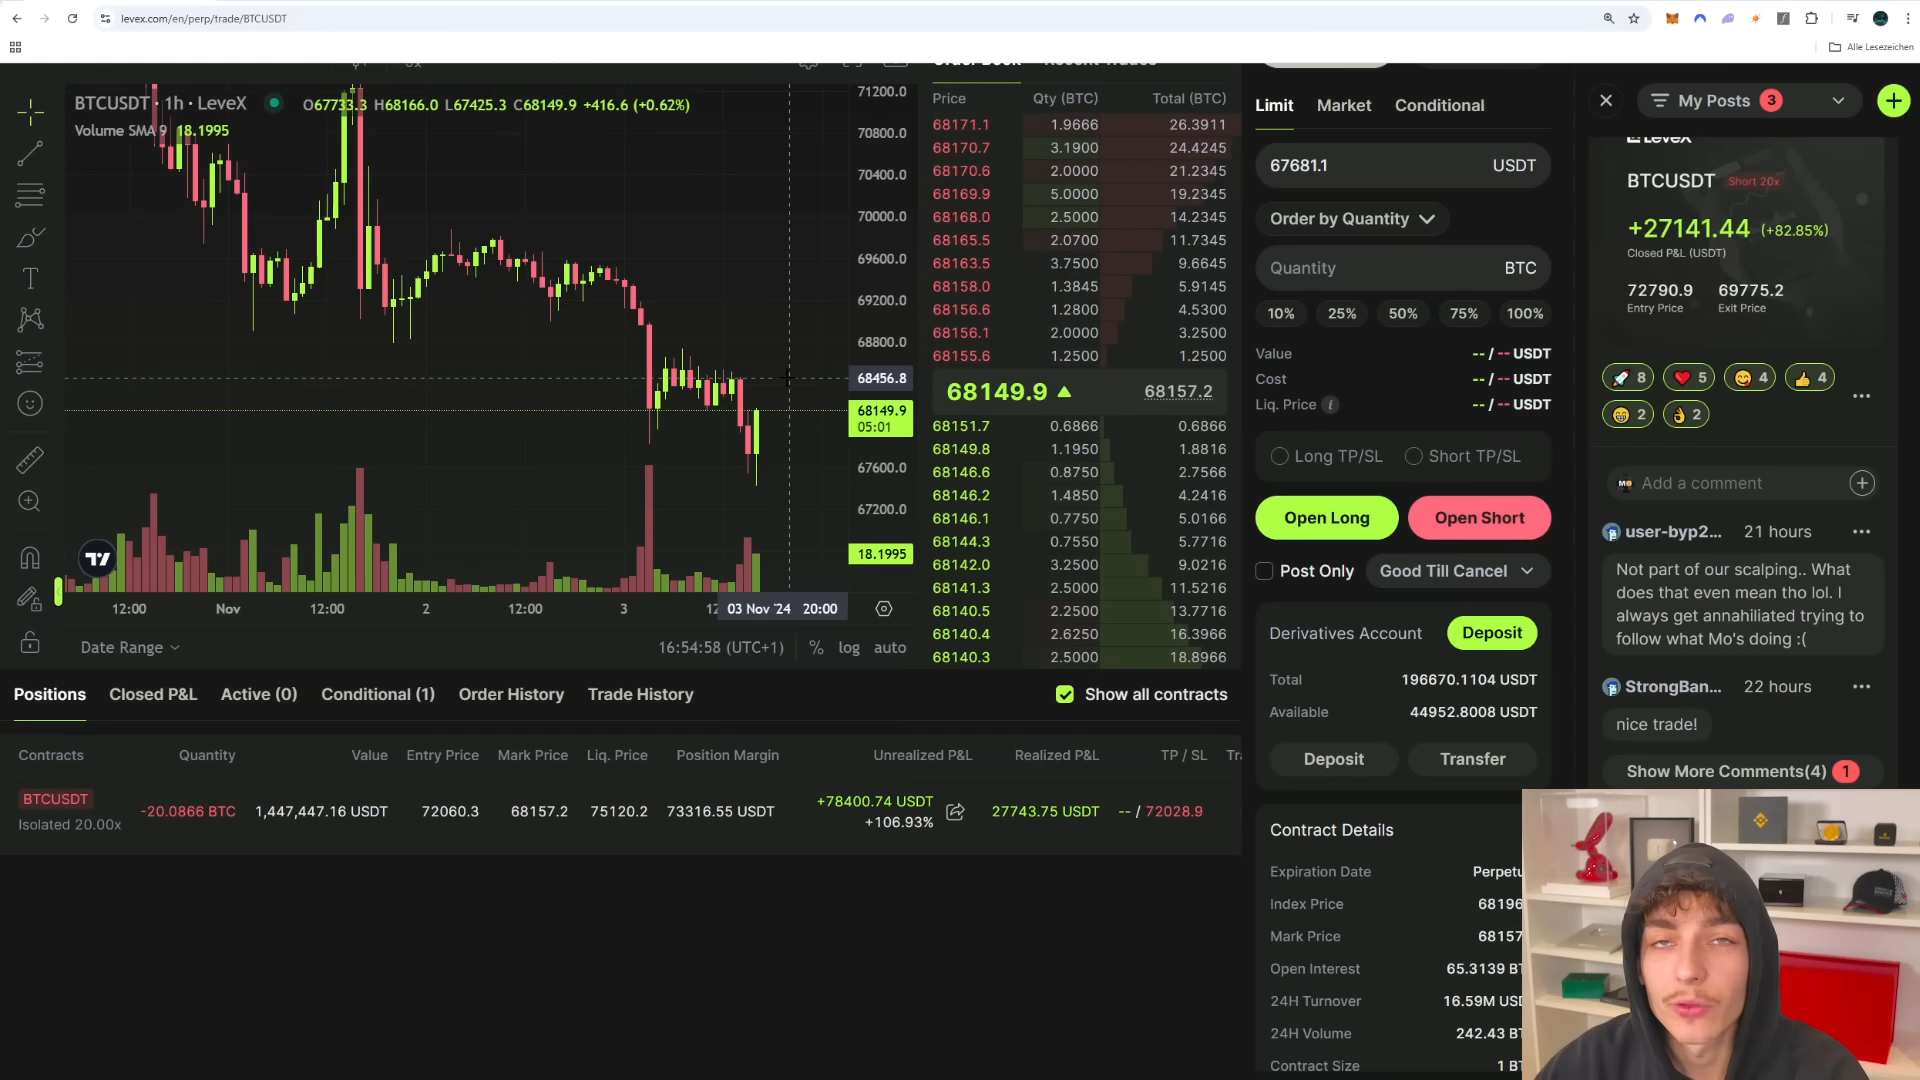 levex.com/en/perp/trade/BTCUSDT
Alle Lesezeichen
BTCUSDT · 1h · LeveX O67733.3 H68166.0 L67425.3 C68149.9 +416.6 (+0.62%)
Volume SMA 9 18.1995
71200.0
70800.0
70400.0
70000.0
69600.0
69200.0
68800.0
68456.8
68149.9
05:01
67600.0
67200.0
18.1995
12:00 Nov 12:00 2 12:00 3 03 Nov '24 20:00
Date Range 16:54:58 (UTC+1) % log auto
Order Book Recent Trades
Price Qty (BTC) Total (BTC)
68171.1 1.9666 26.3911
68170.7 3.1900 24.4245
68170.6 2.0000 21.2345
68169.9 5.0000 19.2345
68168.0 2.5000 14.2345
68165.5 2.0700 11.7345
68163.5 3.7500 9.6645
68158.0 1.3845 5.9145
68156.6 1.2800 4.5300
68156.1 2.0000 3.2500
68155.6 1.2500 1.2500
68149.9 68157.2
68151.7 0.6866 0.6866
68149.8 1.1950 1.8816
68146.6 0.8750 2.7566
68146.2 1.4850 4.2416
68146.1 0.7750 5.0166
68144.3 0.7550 5.7716
68142.0 3.2500 9.0216
68141.3 2.5000 11.5216
68140.5 2.2500 13.7716
68140.4 2.6250 16.3966
68140.3 2.5000 18.8966
Limit Market Conditional
67681.1 USDT
Order by Quantity
Quantity BTC
10% 25% 50% 75% 100%
Value -- / -- USDT
Cost -- / -- USDT
Liq. Price i -- / -- USDT
Long TP/SL Short TP/SL
Open Long Open Short
Post Only Good Till Cancel
Derivatives Account Deposit
Total 196670.1104 USDT
Available 44952.8008 USDT
Deposit Transfer
Contract Details
Expiration Date Perpetu
Index Price 68196
Mark Price 68157
Open Interest 65.3139 BT
24H Turnover 16.59M USD
24H Volume 242.43 BT
Contract Size 1 BT
My Posts 3
LeveX
BTCUSDT Short 20x
+27141.44 (+82.85%)
Closed P&L (USDT)
72790.9 69775.2
Entry Price Exit Price
8 5 4 4
2 2
Add a comment
user-byp2... 21 hours
Not part of our scalping.. What
does that even mean tho lol. I
always get annahiliated trying to
follow what Mo's doing :(
StrongBan... 22 hours
nice trade!
Show More Comments(4) 1
Positions Closed P&L Active (0) Conditional (1) Order History Trade History Show all contracts
Contracts Quantity Value Entry Price Mark Price Liq. Price Position Margin Unrealized P&L Realized P&L TP / SL Tr
BTCUSDT -20.0866 BTC 1,447,447.16 USDT 72060.3 68157.2 75120.2 73316.55 USDT +78400.74 USDT 27743.75 USDT -- / 72028.9
Isolated 20.00x +106.93%